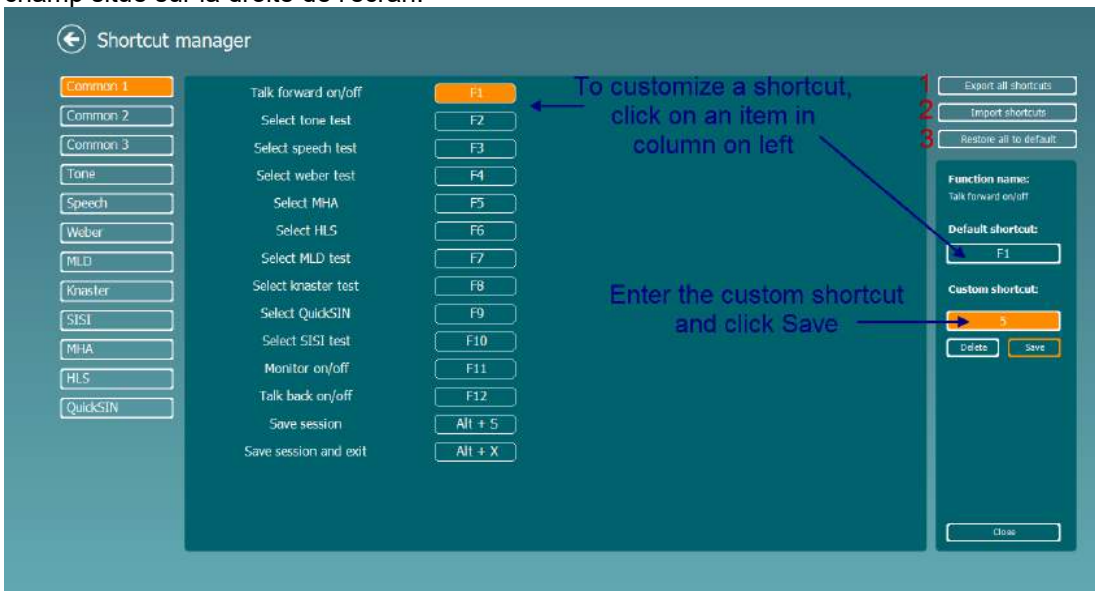 champ situé sur la droite de l'écran.
Shortcut manager
Common 1
Common 2
Common 3
Tone
Speech
Weber
MLD
Knaster
SISI
MHA
HLS
QuickSIN
Talk forward on/off F1
Select tone test F2
Select speech test F3
Select weber test F4
Select MHA F5
Select HLS F6
Select MLD test F7
Select knaster test F8
Select QuickSIN F9
Select SISI test F10
Monitor on/off F11
Talk back on/off F12
Save session Alt + S
Save session and exit Alt + X
To customize a shortcut,
click on an item in
column on left
Enter the custom shortcut
and click Save
1 Export all shortcuts
2 Import shortcuts
3 Restore all to default
Function name:
Talk forward on/off
Default shortcut:
F1
Custom shortcut:
5
Delete Save
Close